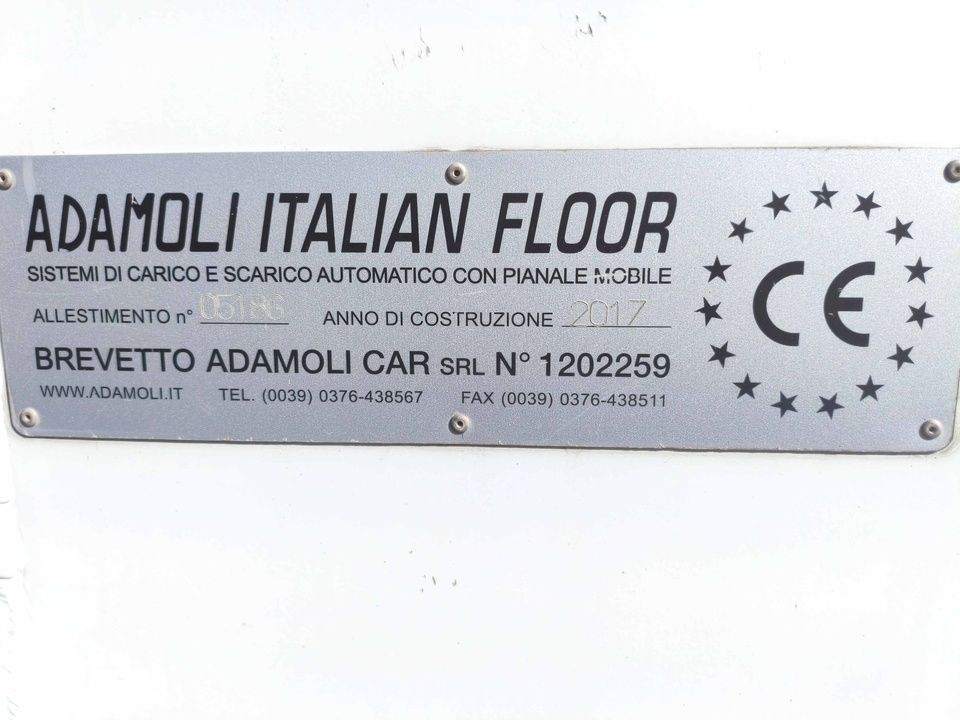 ADAMOLI ITALIAN FLOOR
SISTEMI DI CARICO E SCARICO AUTOMATICO CON PIANALE MOBILE
ALLESTIMENTO n° 05186 ANNO DI COSTRUZIONE 2017
BREVETTO ADAMOLI CAR SRL N° 1202259
WWW.ADAMOLI.IT TEL. (0039) 0376-438567 FAX (0039) 0376-438511
CE